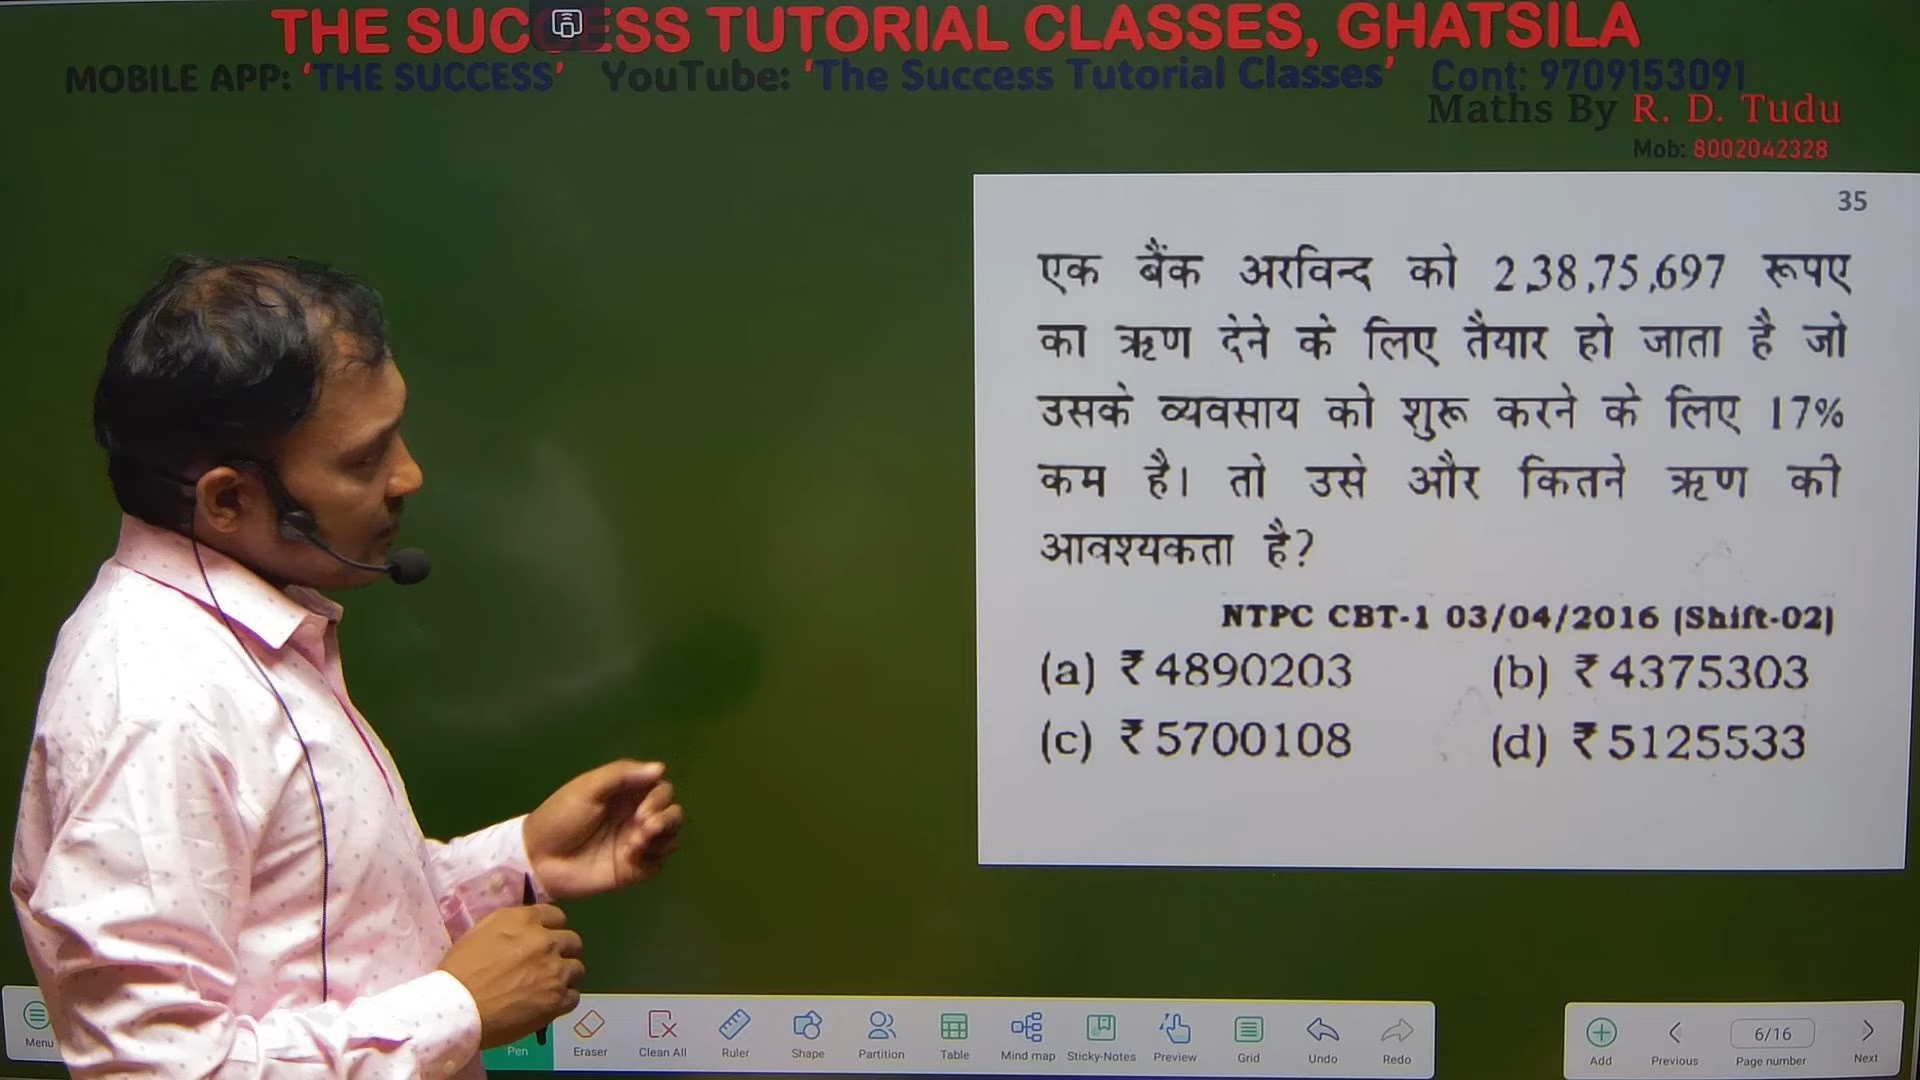 THE SUCCESS TUTORIAL CLASSES, GHATSILA
MOBILE APP: 'THE SUCCESS' YouTube: 'The Success Tutorial Classes' Cont: 9709153091
Maths By R. D. Tudu
Mob: 8002042328
35
एक बैंक अरविन्द को 2,38,75,697 रूपए
का ऋण देने के लिए तैयार हो जाता है जो
उसके व्यवसाय को शुरू करने के लिए 17%
कम है। तो उसे और कितने ऋण की
आवश्यकता है?
NTPC CBT-1 03/04/2016 (Shift-02)
(a) ₹ 4890203 (b) ₹ 4375303
(c) ₹ 5700108 (d) ₹ 5125533
Menu Pen Eraser Clean All Ruler Shape Partition Table Mind map Sticky-Notes Preview Grid Undo Redo Add Previous 6/16 Page number Next